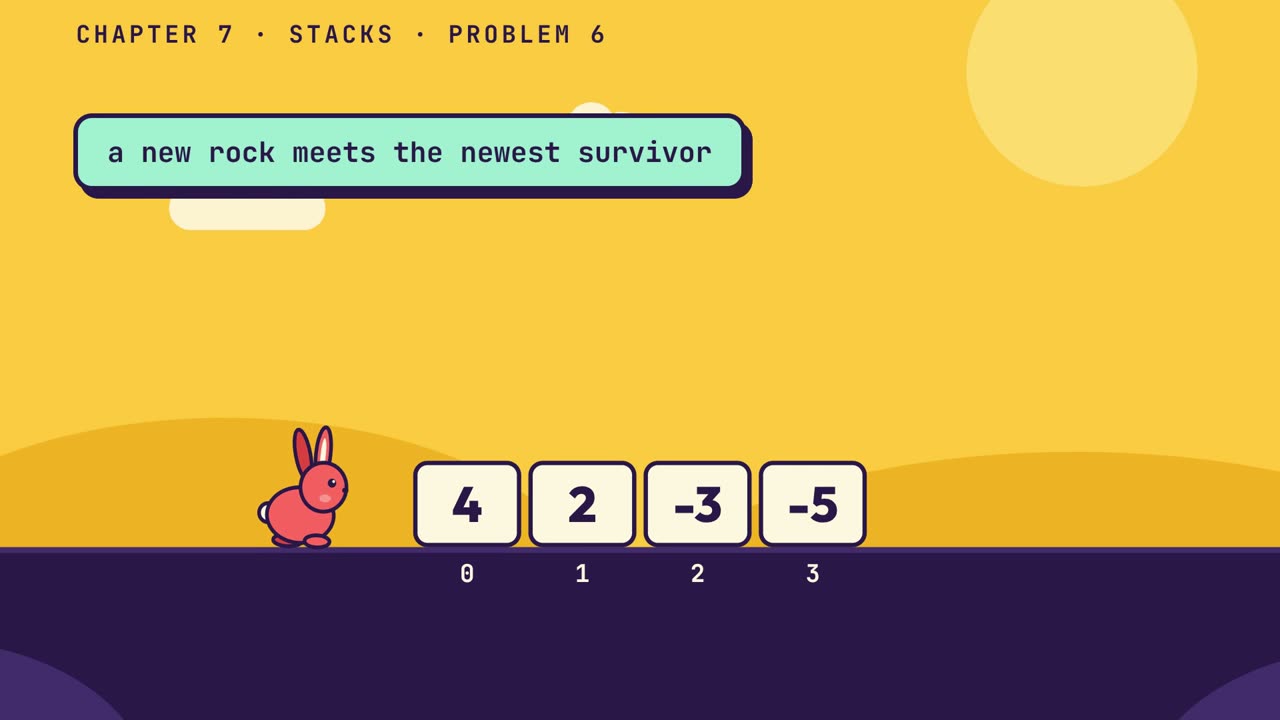 CHAPTER 7 · STACKS · PROBLEM 6
a new rock meets the newest survivor
4 2 -3 -5
0 1 2 3